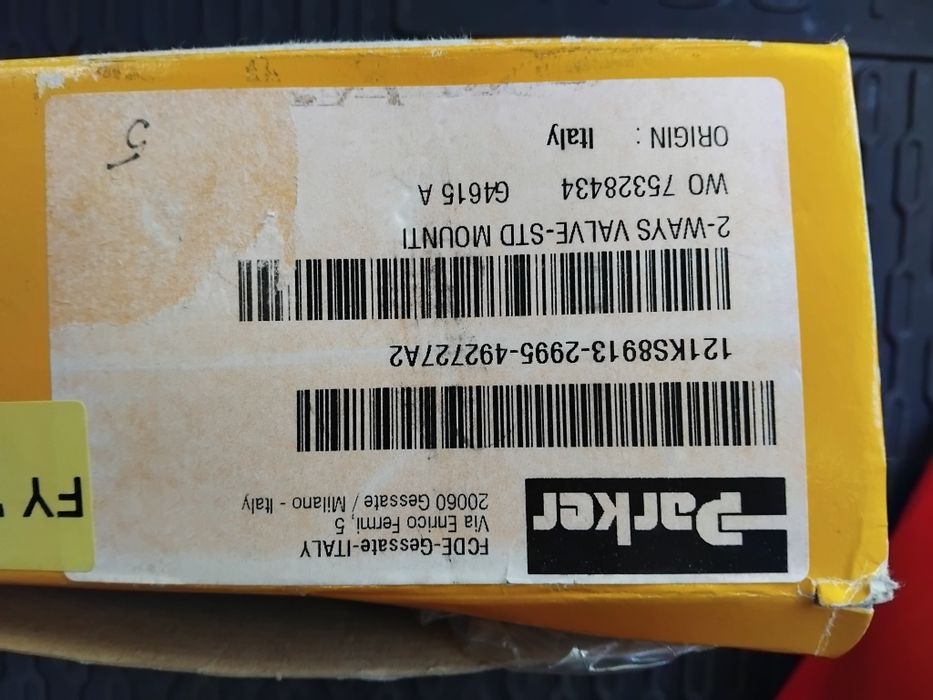 Parker
FCDE-Gessate-ITALY
Via Enrico Fermi, 5
20060 Gessate / Milano - Italy
121KS8913-2995-492727A2
2-WAYS VALVE-STD MOUNTI
WO 75328434 G4615 A
ORIGIN : Italy
5
FY